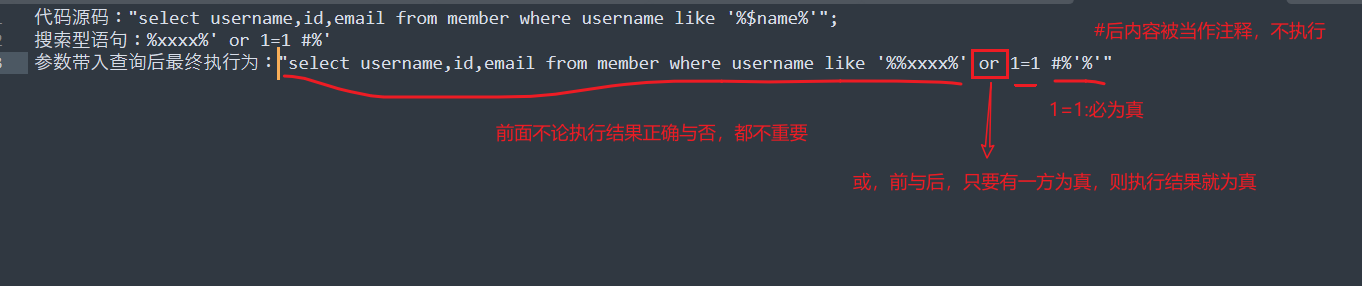 代码源码："select username,id,email from member where username like '%$name%'";
搜索型语句：%xxxx%' or 1=1 #%'
#后内容被当作注释，不执行
参数带入查询后最终执行为："select username,id,email from member where username like '%%xxxx%' or 1=1 #%'%'"
1=1:必为真
前面不论执行结果正确与否，都不重要
或，前与后，只要有一方为真，则执行结果就为真